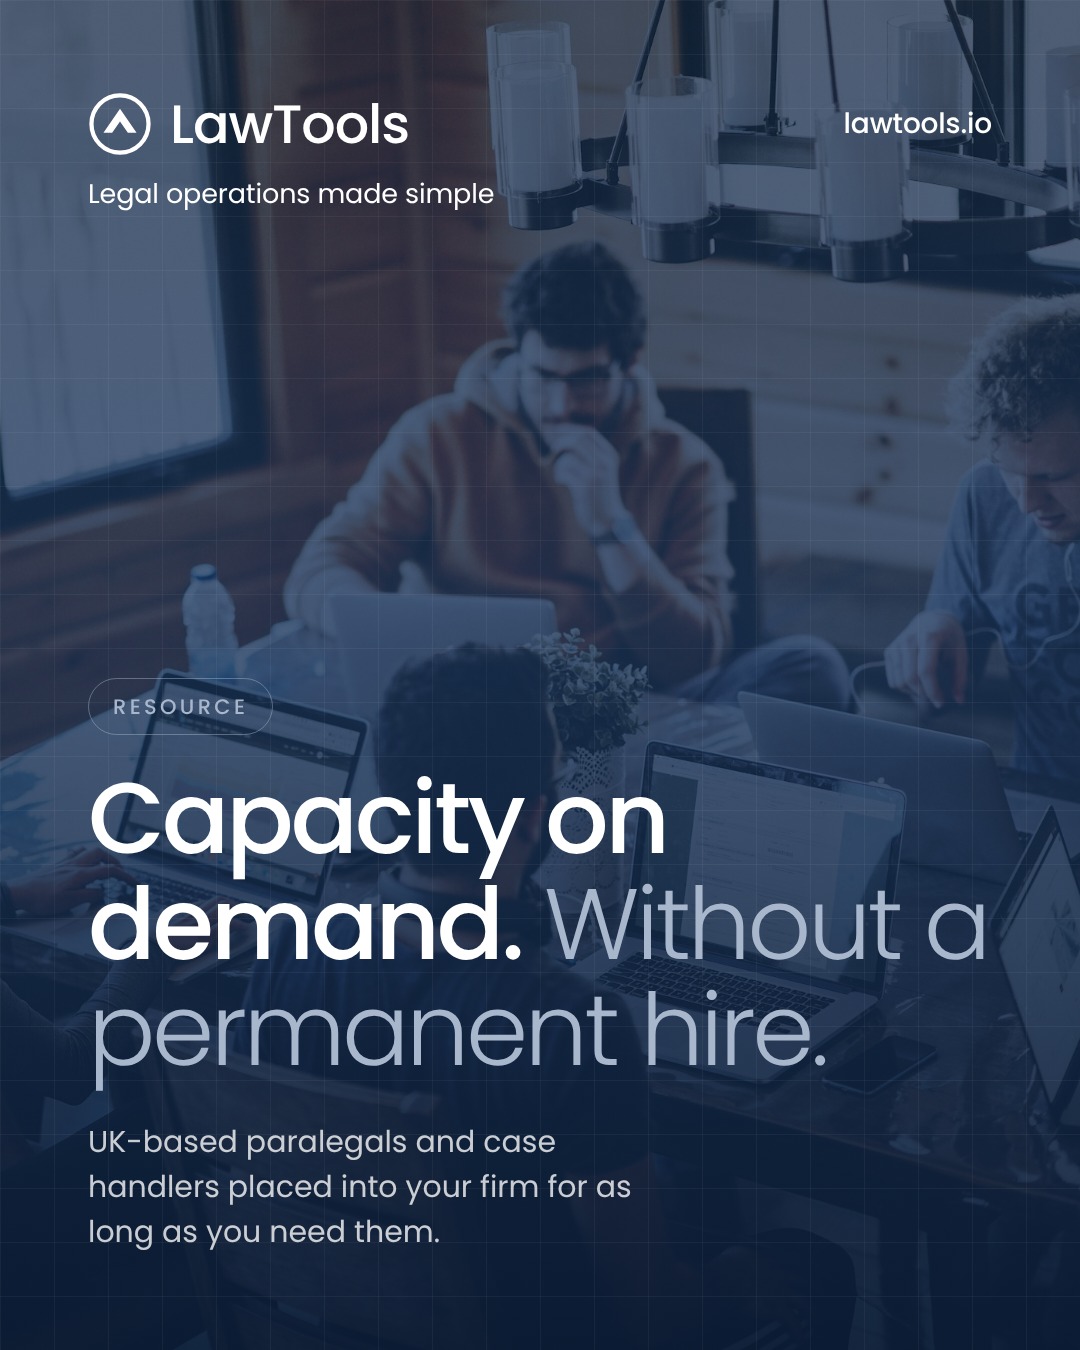 LawTools
lawtools.io
Legal operations made simple
RESOURCE
Capacity on
demand. Without a
permanent hire.
UK-based paralegals and case
handlers placed into your firm for as
long as you need them.